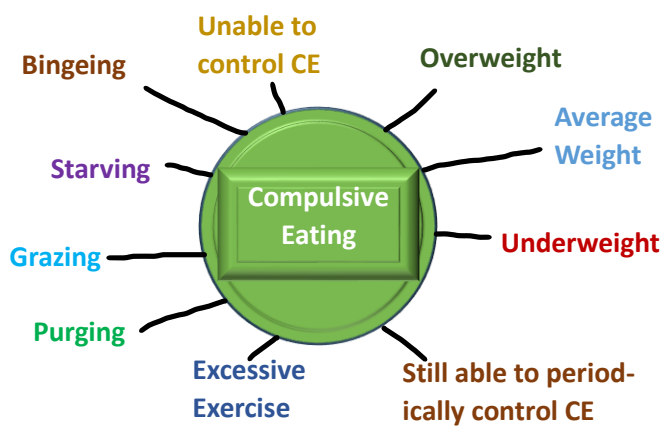 Unable to
control CE
Bingeing
Overweight
Average
Weight
Starving
Compulsive
Eating
Grazing
Underweight
Purging
Excessive
Exercise
Still able to period-
ically control CE